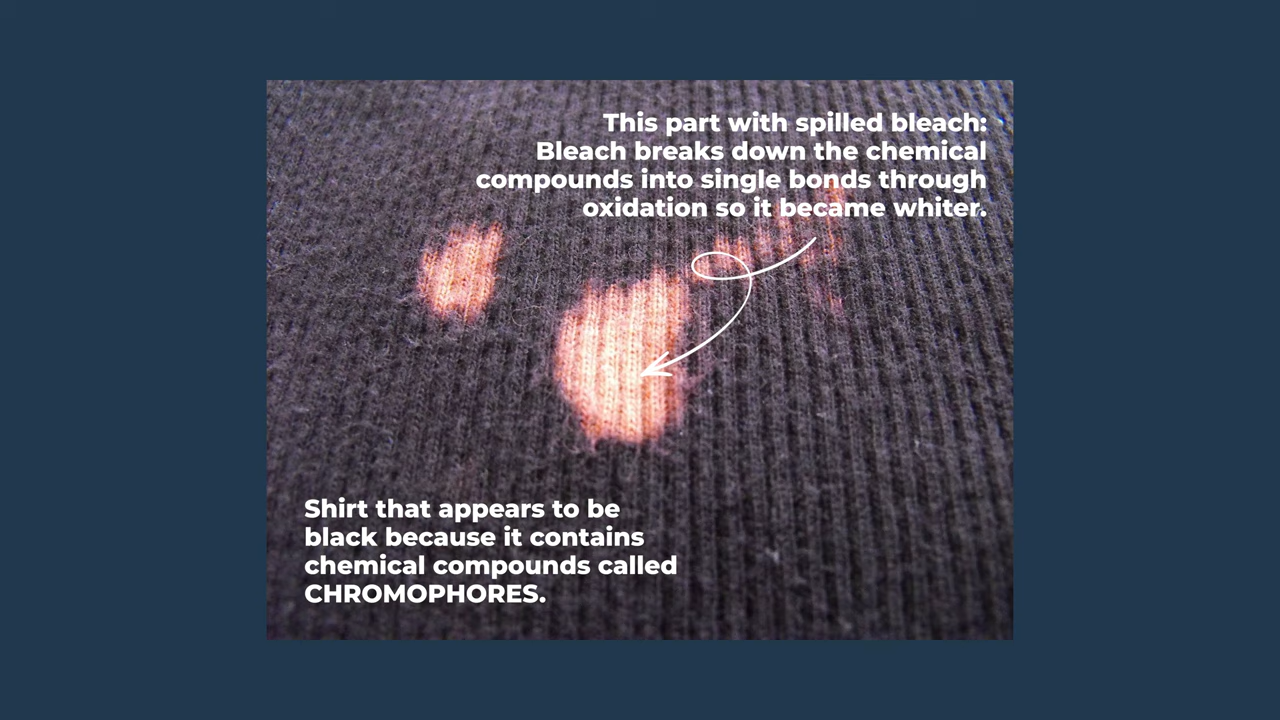 This part with spilled bleach:
Bleach breaks down the chemical
compounds into single bonds through
oxidation so it became whiter.
Shirt that appears to be
black because it contains
chemical compounds called
CHROMOPHORES.